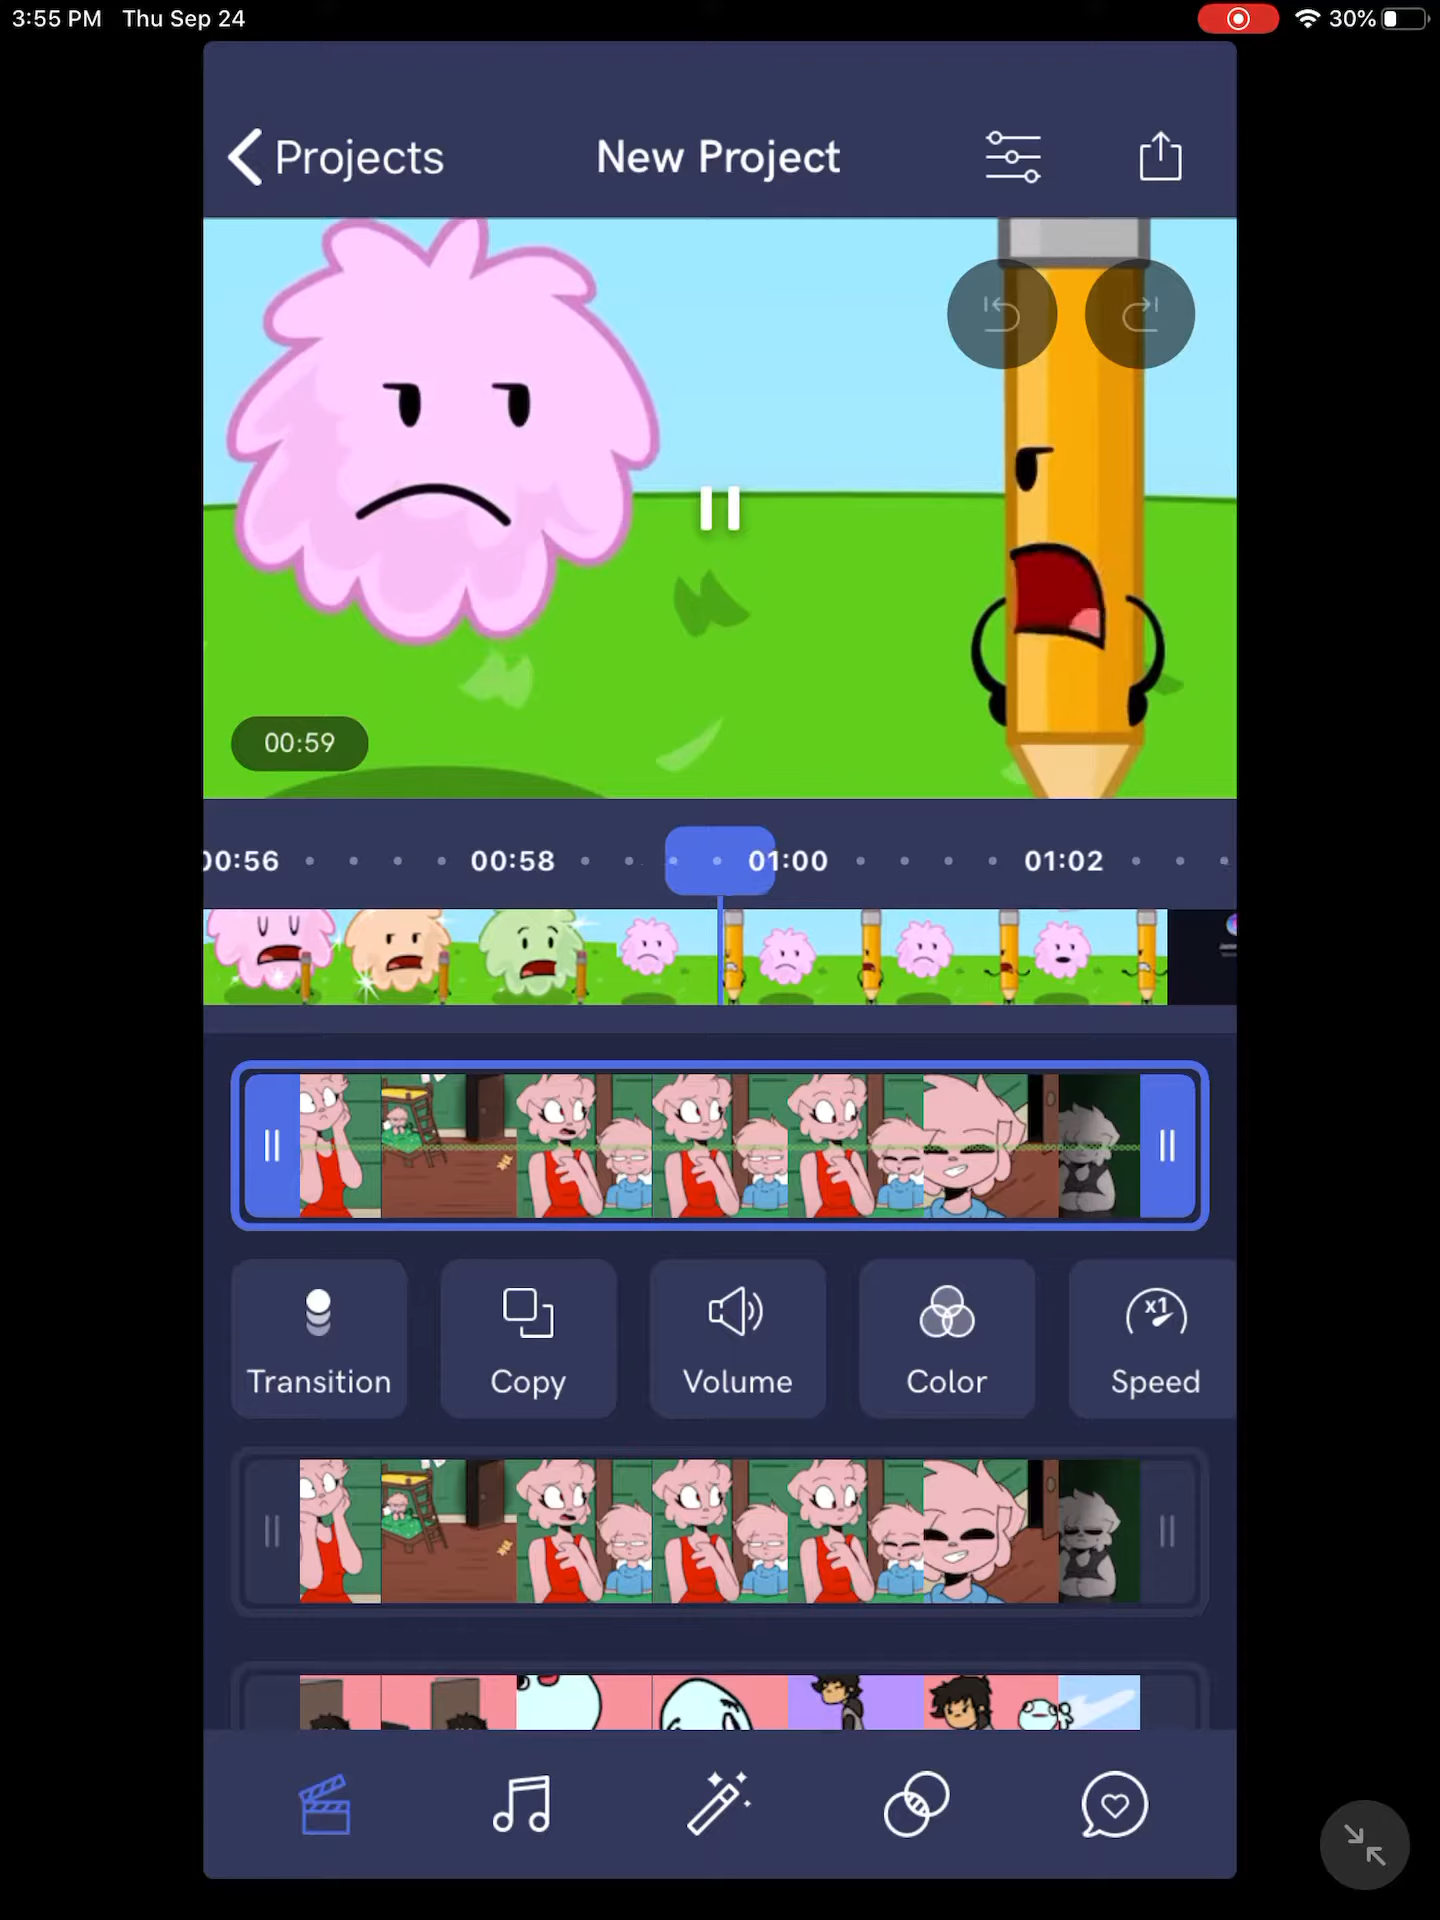 3:55 PM Thu Sep 24
30%
Projects
New Project
00:59
00:56
00:58
01:00
01:02
Transition
Copy
Volume
Color
x1
Speed